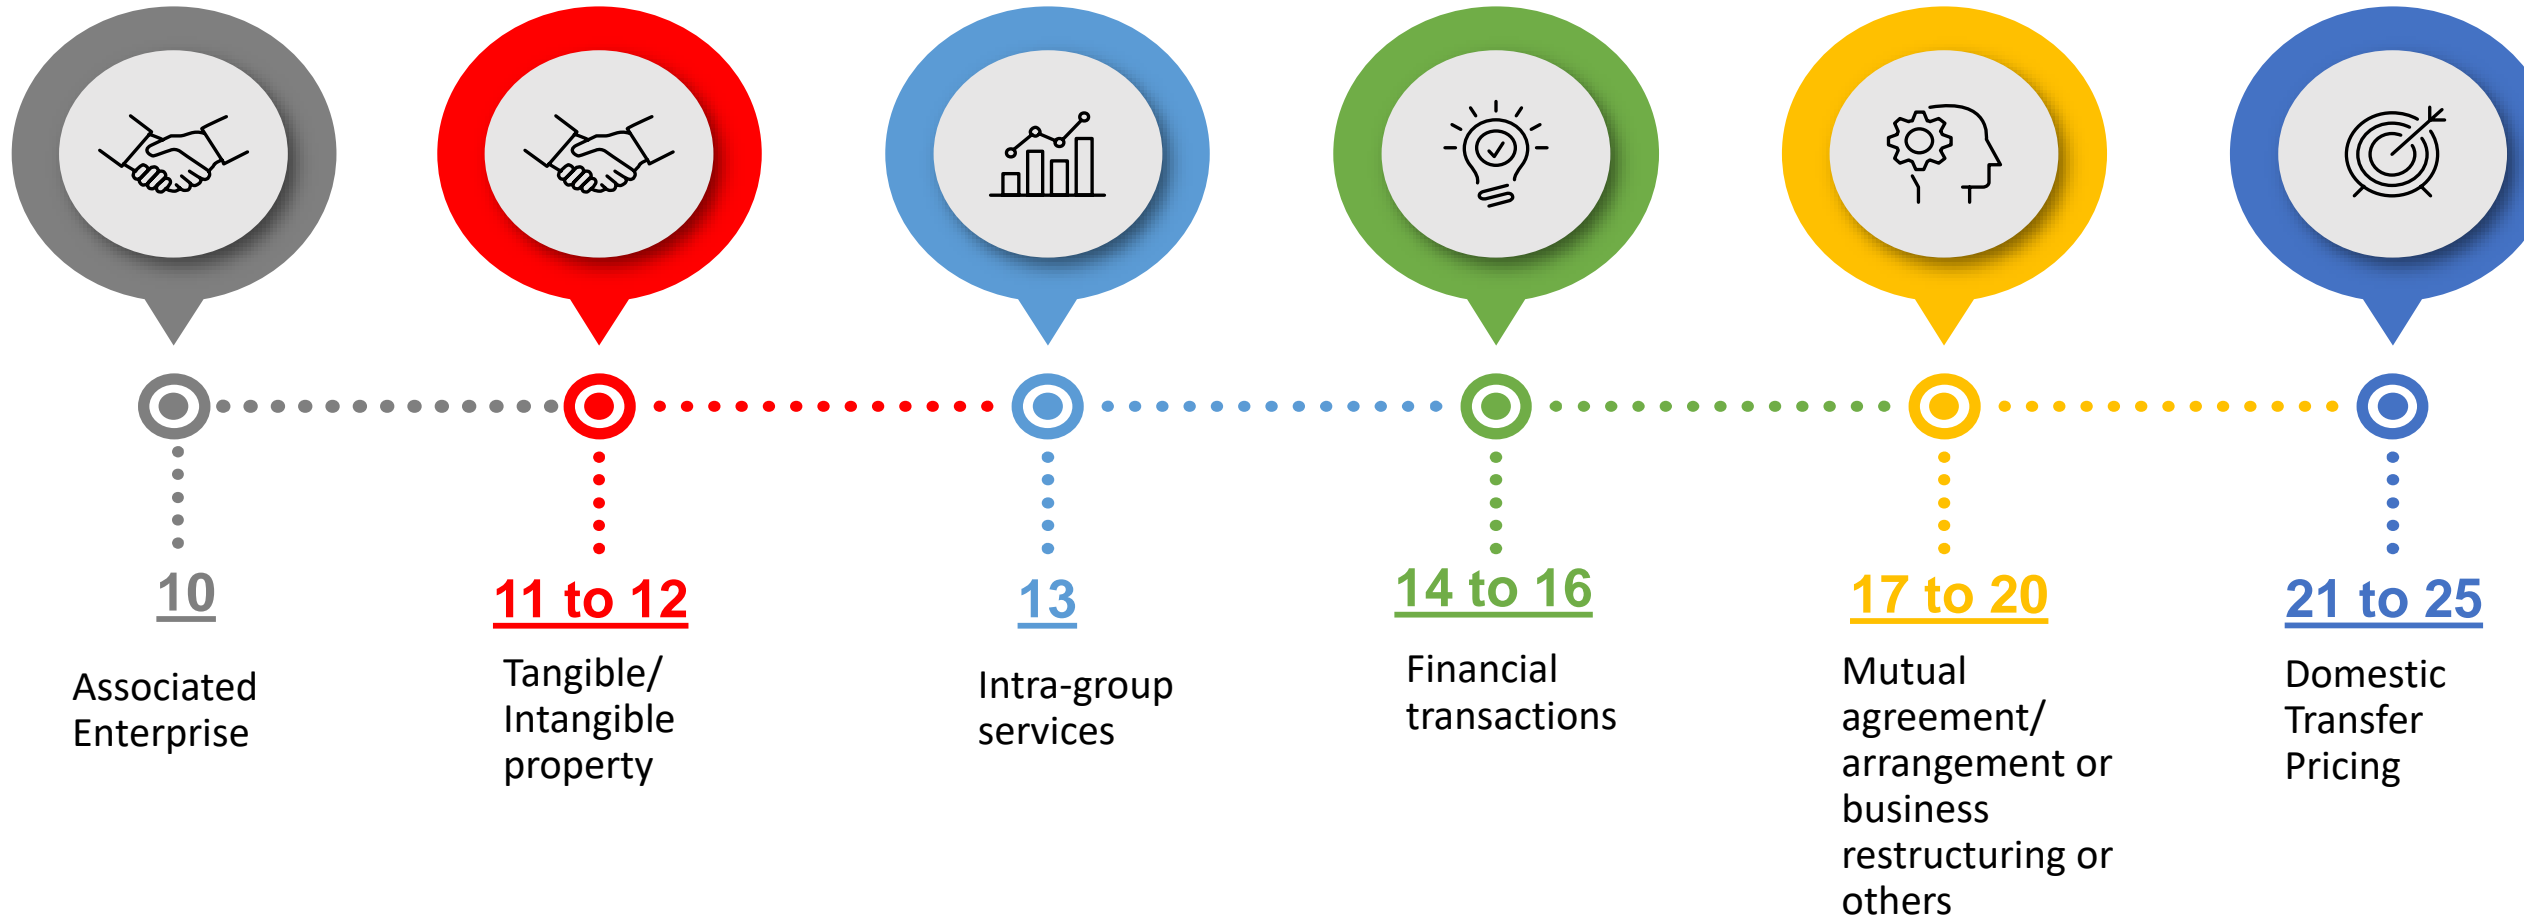 10
Associated
Enterprise
11 to 12
Tangible/
Intangible
property
13
Intra-group
services
14 to 16
Financial
transactions
17 to 20
Mutual
agreement/
arrangement or
business
restructuring or
others
21 to 25
Domestic
Transfer
Pricing